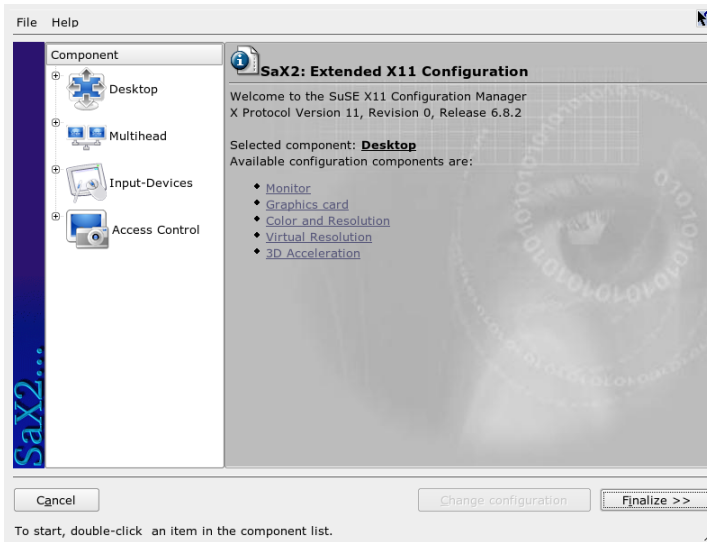 File Help
Component
Desktop
Multihead
Input-Devices
Access Control
SaX2...
SaX2: Extended X11 Configuration
Welcome to the SuSE X11 Configuration Manager
X Protocol Version 11, Revision 0, Release 6.8.2
Selected component: Desktop
Available configuration components are:
Monitor
Graphics card
Color and Resolution
Virtual Resolution
3D Acceleration
Cancel
Change configuration
Finalize >>
To start, double-click an item in the component list.